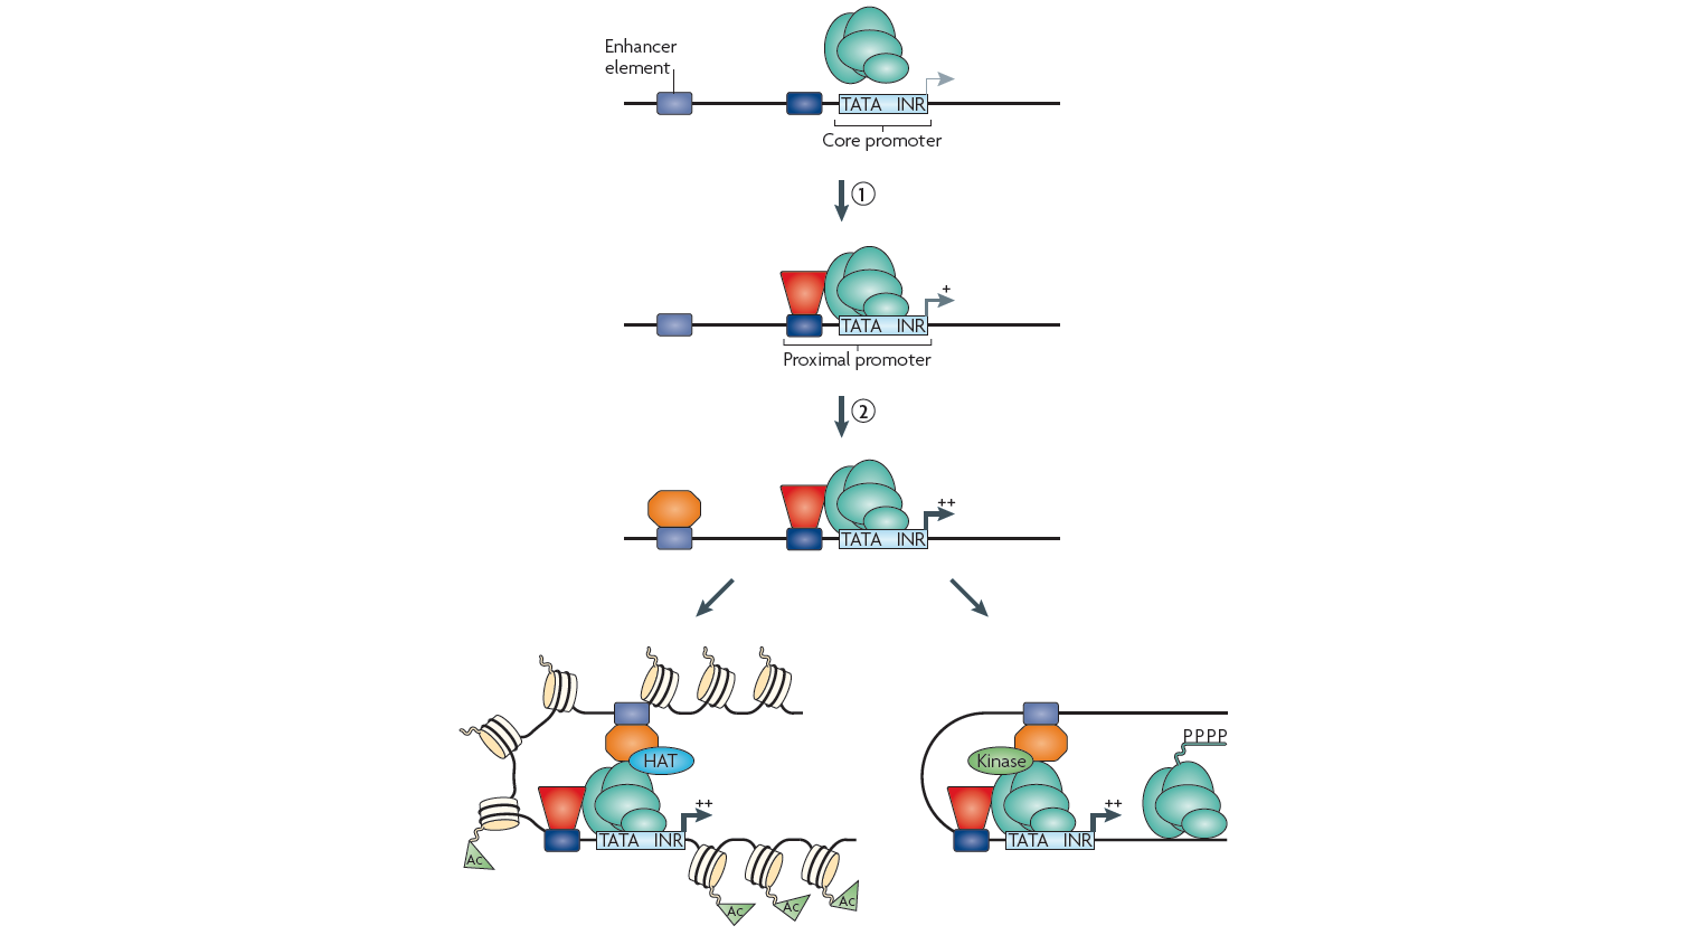 Enhancer
element
TATA INR
Core promoter
1
+
TATA INR
Proximal promoter
2
++
TATA INR
HAT
++
TATA INR
Ac
Ac
Ac
Ac
PPPP
Kinase
++
TATA INR